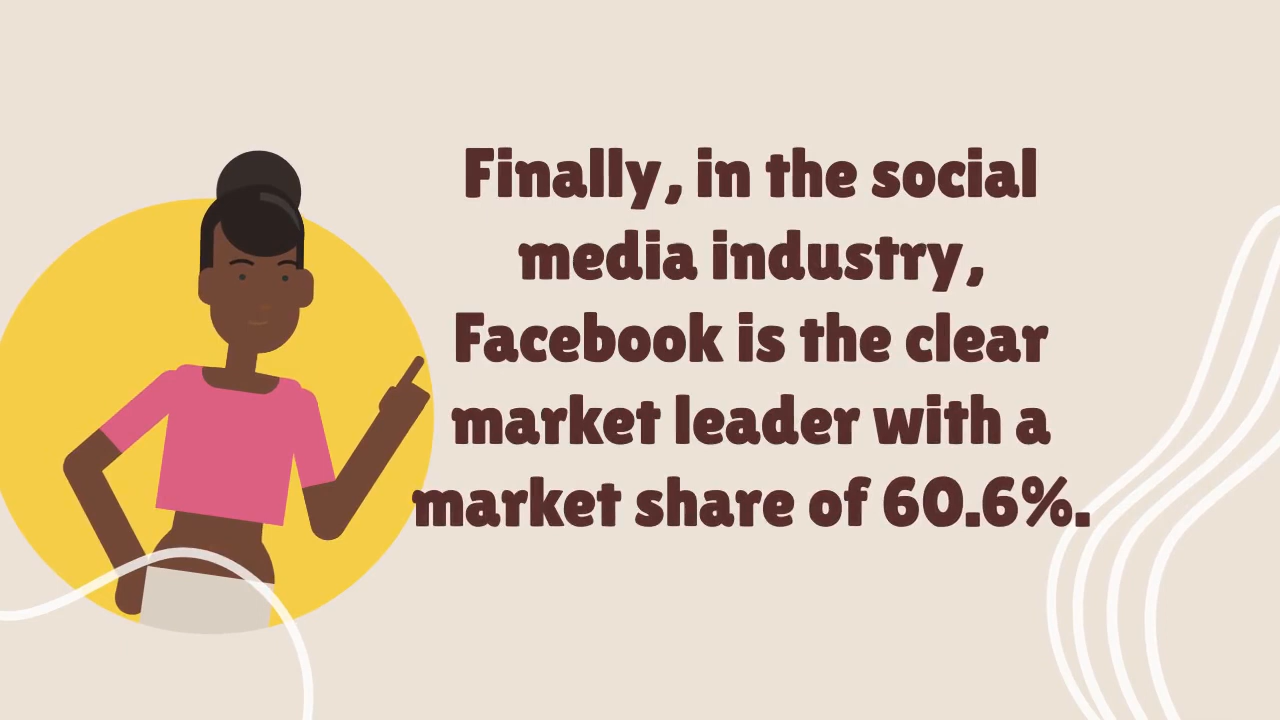 Finally, in the social
media industry,
Facebook is the clear
market leader with a
market share of 60.6%.